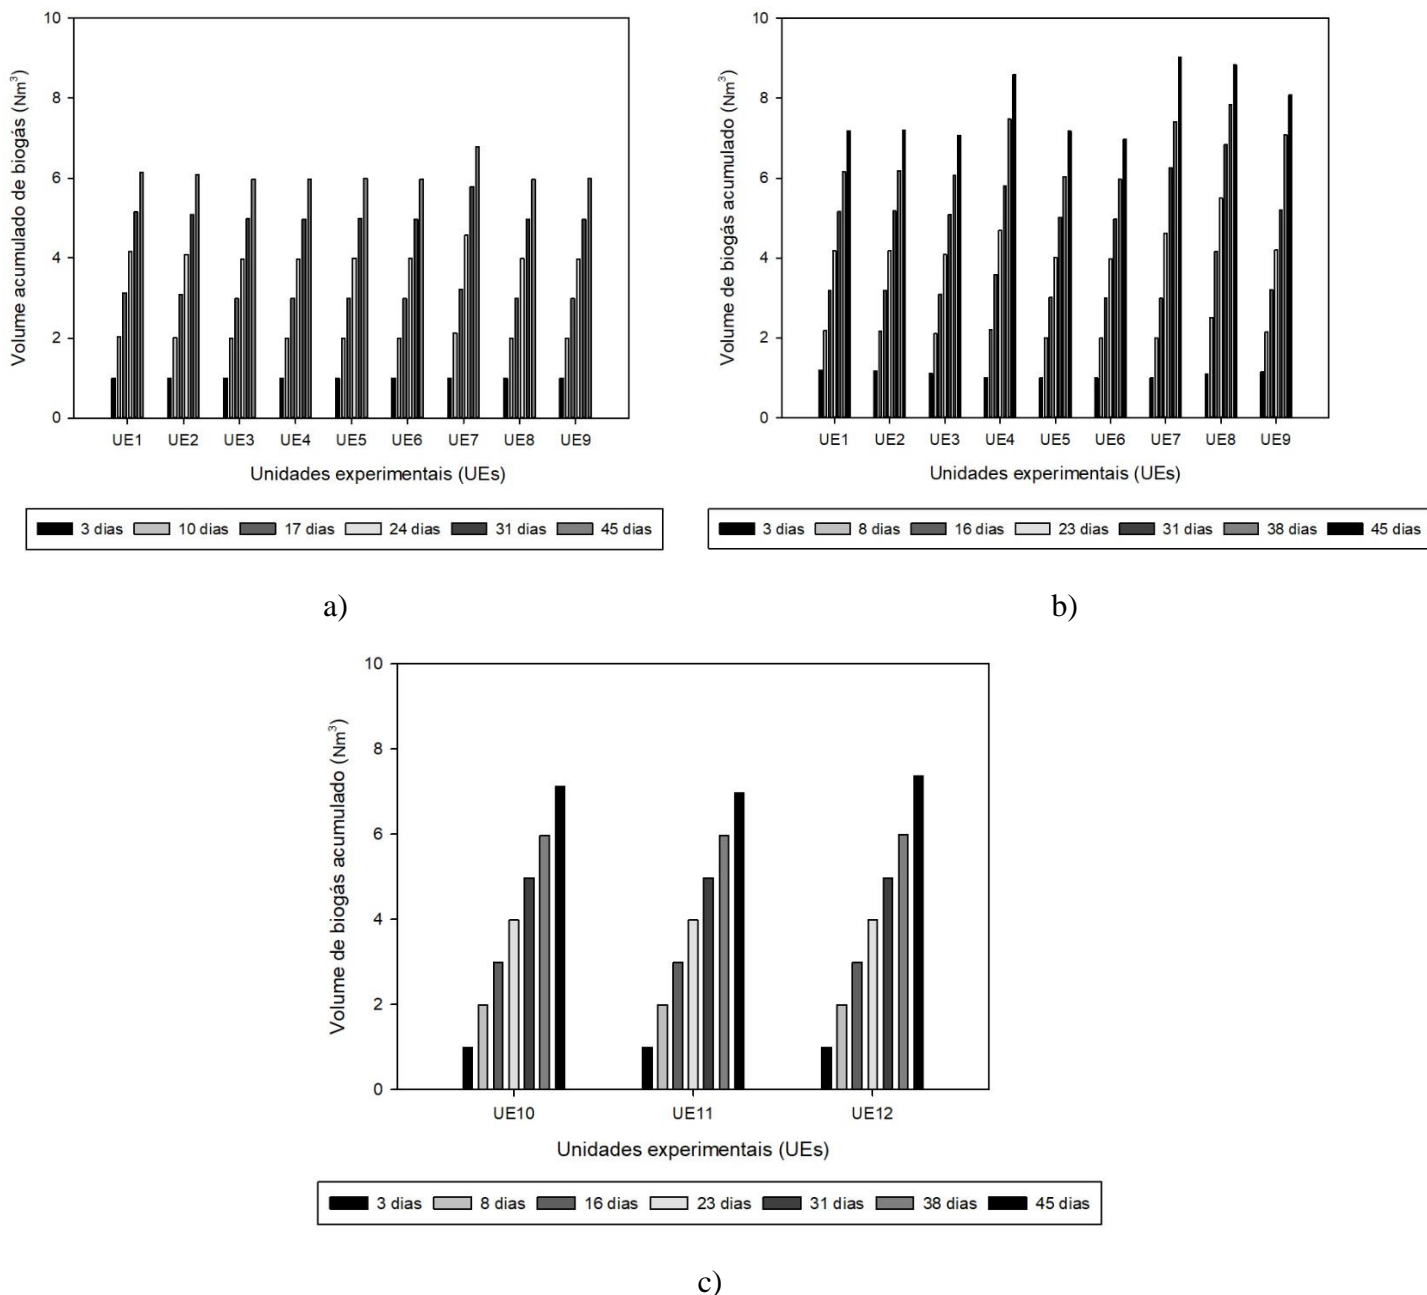 Volume acumulado de biogás (Nm³)
10
8
6
4
2
0
UE1 UE2 UE3 UE4 UE5 UE6 UE7 UE8 UE9
Unidades experimentais (UEs)
3 dias 10 dias 17 dias 24 dias 31 dias 45 dias
a)
Volume de biogás acumulado (Nm³)
10
8
6
4
2
0
UE1 UE2 UE3 UE4 UE5 UE6 UE7 UE8 UE9
Unidades experimentais (UEs)
3 dias 8 dias 16 dias 23 dias 31 dias 38 dias 45 dias
b)
Volume de biogás acumulado (Nm³)
10
8
6
4
2
0
UE10 UE11 UE12
Unidades experimentais (UEs)
3 dias 8 dias 16 dias 23 dias 31 dias 38 dias 45 dias
c)